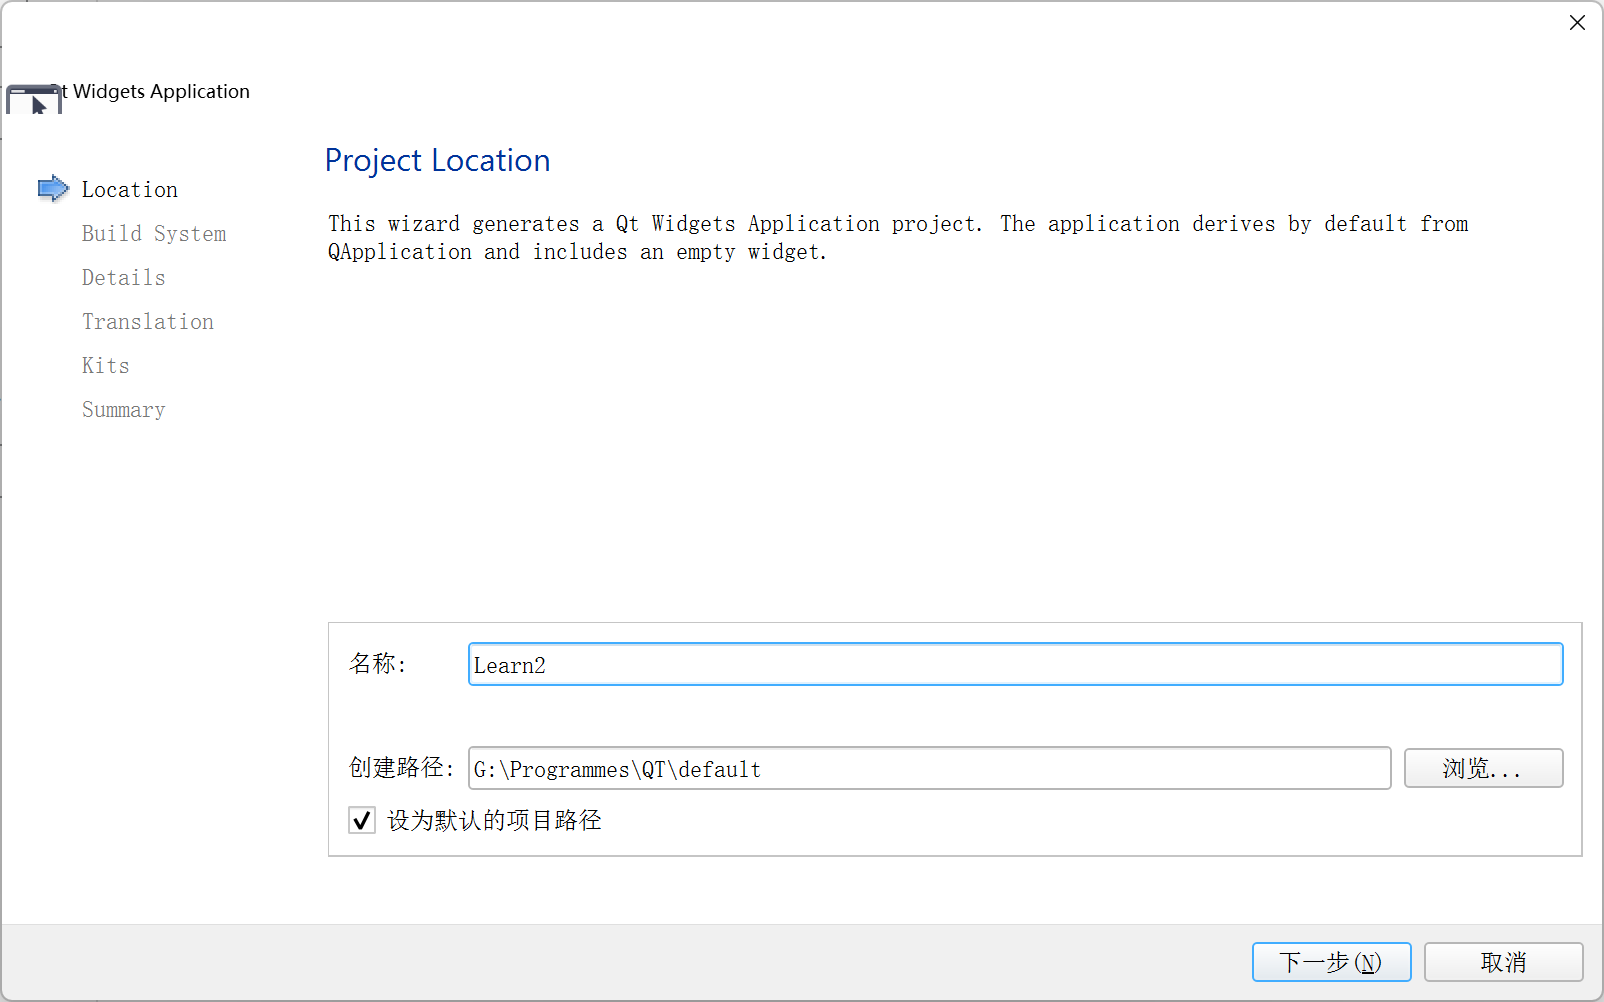 t Widgets Application
Project Location
Location
Build System
Details
Translation
Kits
Summary
This wizard generates a Qt Widgets Application project. The application derives by default from
QApplication and includes an empty widget.
名称: Learn2
创建路径: G:\Programmes\QT\default 浏览...
设为默认的项目路径
下一步(N) 取消